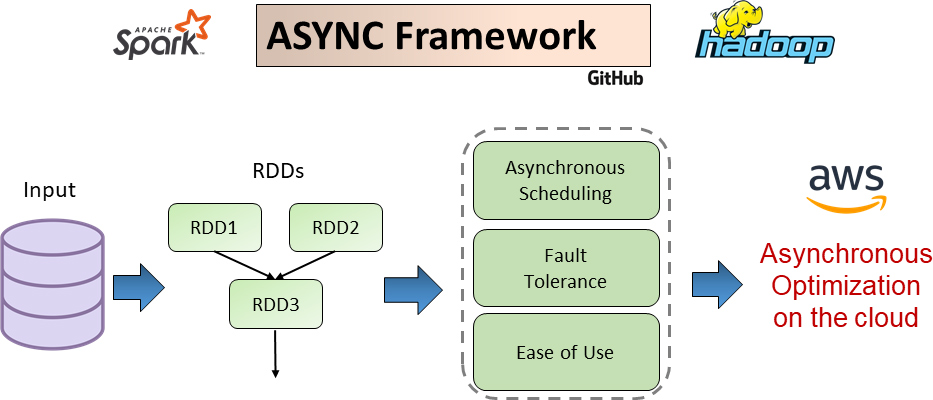 APACHE
Spark™
ASYNC Framework
hadoop
GitHub
Input
RDDs
RDD1
RDD2
RDD3
Asynchronous
Scheduling
Fault
Tolerance
Ease of Use
aws
Asynchronous
Optimization
on the cloud